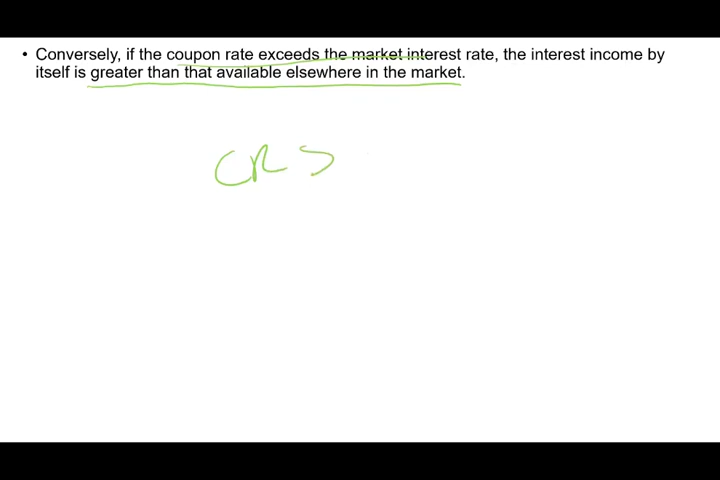 • Conversely, if the coupon rate exceeds the market interest rate, the interest income by
itself is greater than that available elsewhere in the market.
CR >